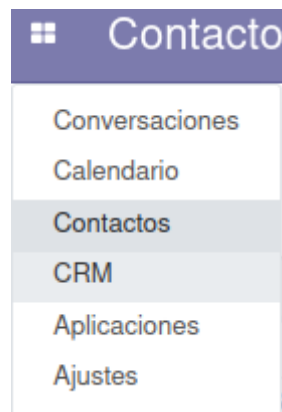 Contacto
Conversaciones
Calendario
Contactos
CRM
Aplicaciones
Ajustes